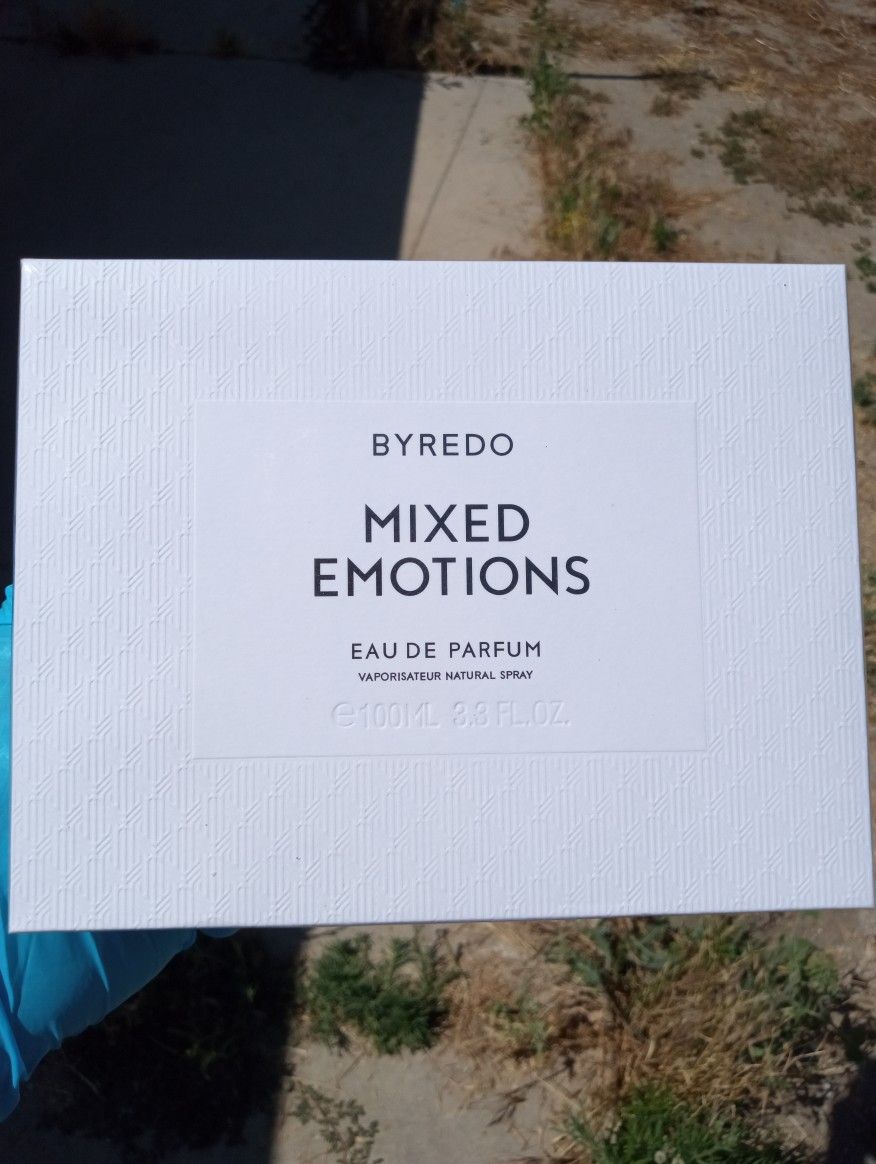 BYREDO
MIXED
EMOTIONS
EAU DE PARFUM
VAPORISATEUR NATURAL SPRAY
℮100ML 3.3 FL.OZ.